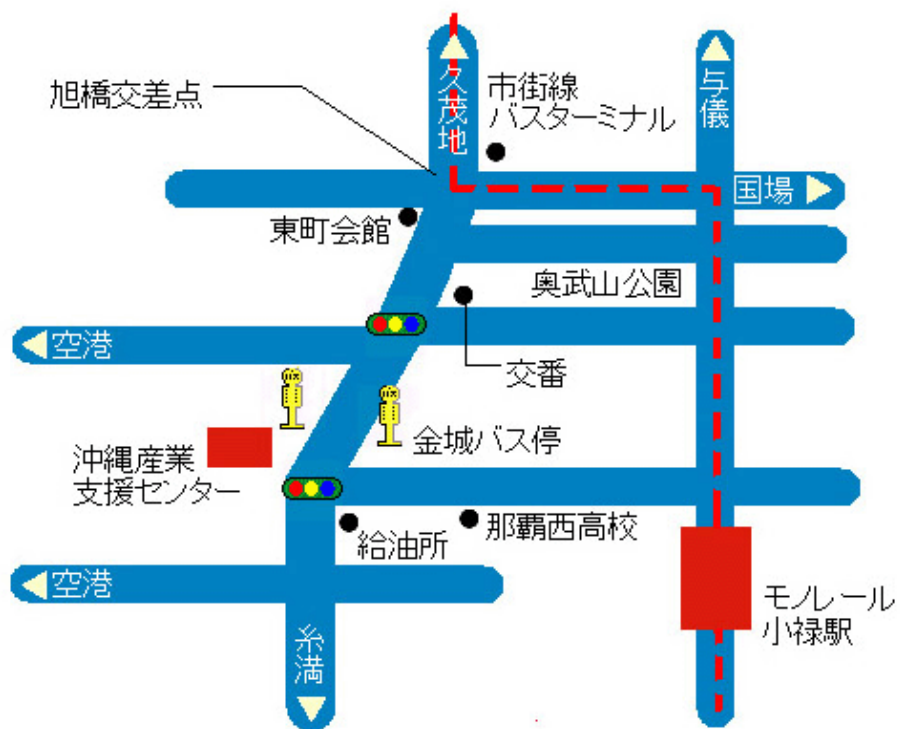 久茂地
与儀
旭橋交差点
市街線
バスターミナル
国場
東町会館
奥武山公園
空港
交番
金城バス停
沖縄産業
支援センター
給油所
那覇西高校
空港
モノレール
小禄駅
糸満